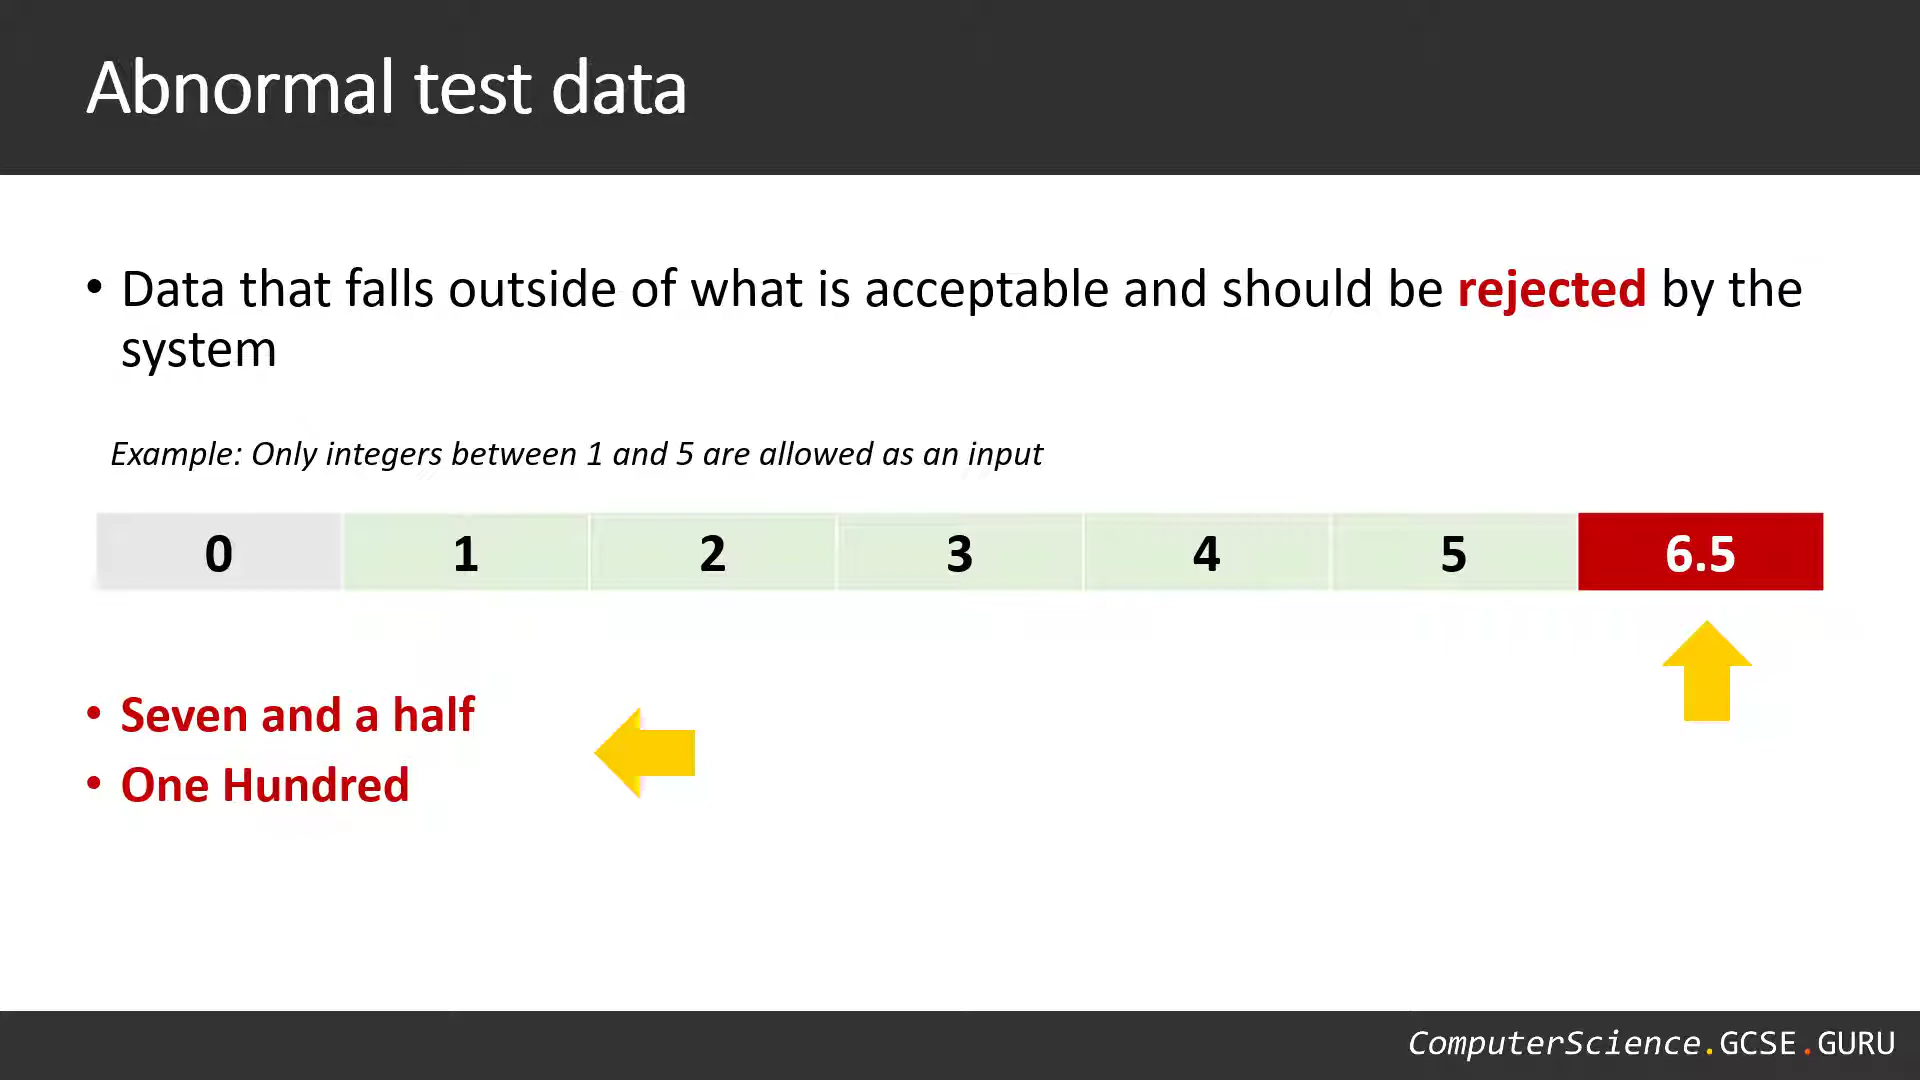 Abnormal test data
• Data that falls outside of what is acceptable and should be rejected by the
system
Example: Only integers between 1 and 5 are allowed as an input
0 1 2 3 4 5 6.5
• Seven and a half
• One Hundred
ComputerScience.GCSE.GURU